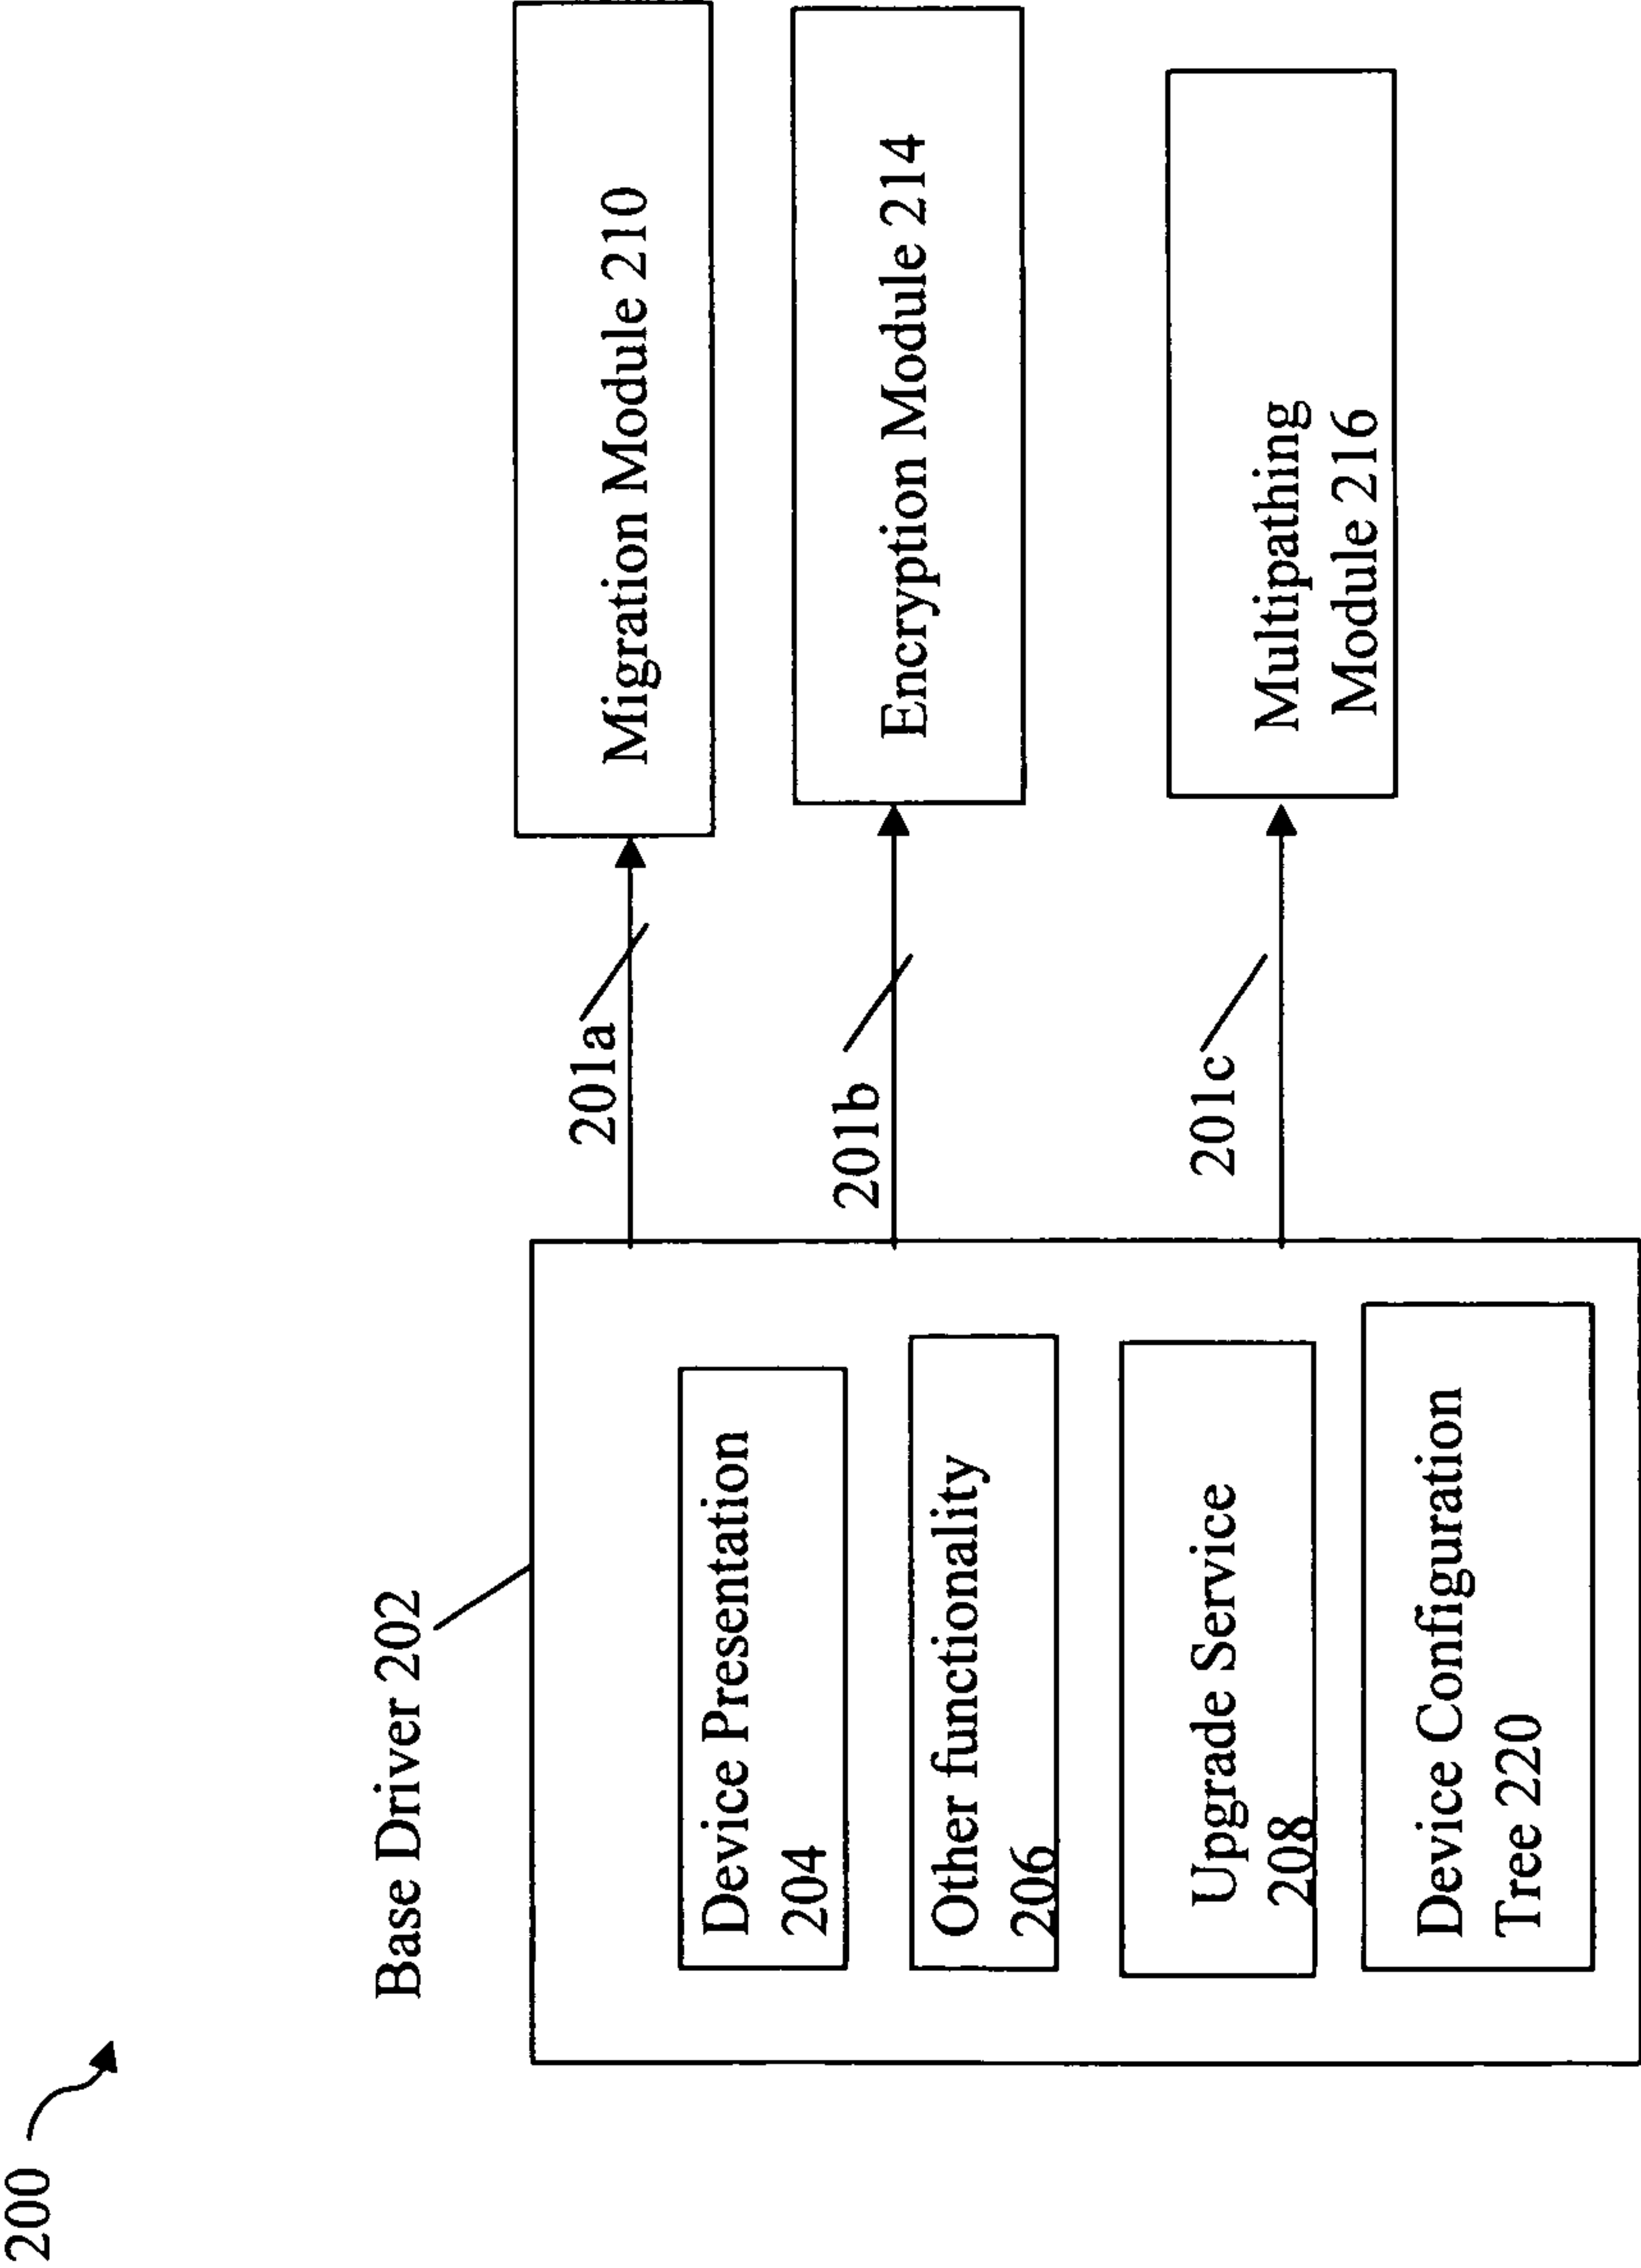 200
Base Driver 202
Device Presentation
204
Other functionality
206
Upgrade Service
208
Device Configuration
Tree 220
201a
201b
201c
Migration Module 210
Encryption Module 214
Multipathing
Module 216